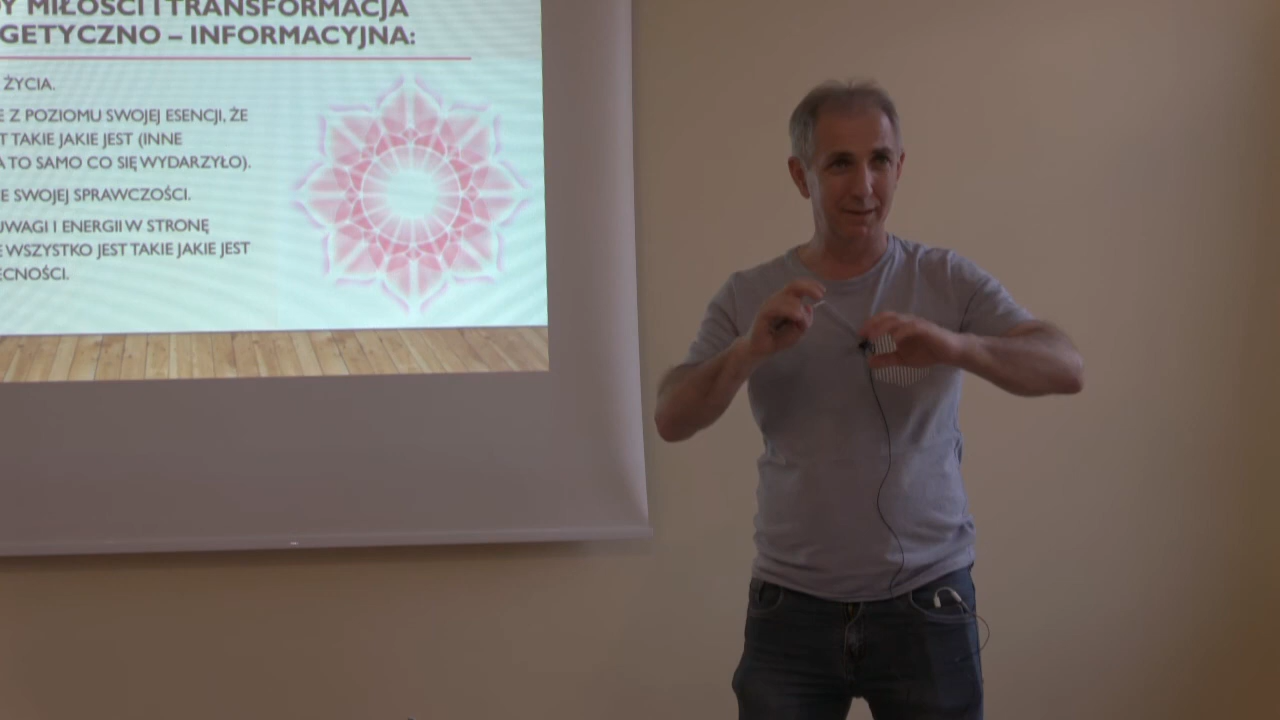 MIŁOŚCI I TRANSFORMACJA
GETYCZNO – INFORMACYJNA:
ŻYCIA.
Z POZIOMU SWOJEJ ESENCJI, ŻE
TAKIE JAKIE JEST (INNE
TO SAMO CO SIĘ WYDARZYŁO).
SWOJEJ SPRAWCZOŚCI.
UWAGI I ENERGII W STRONĘ
WSZYSTKO JEST TAKIE JAKIE JEST
ECNOŚCI.